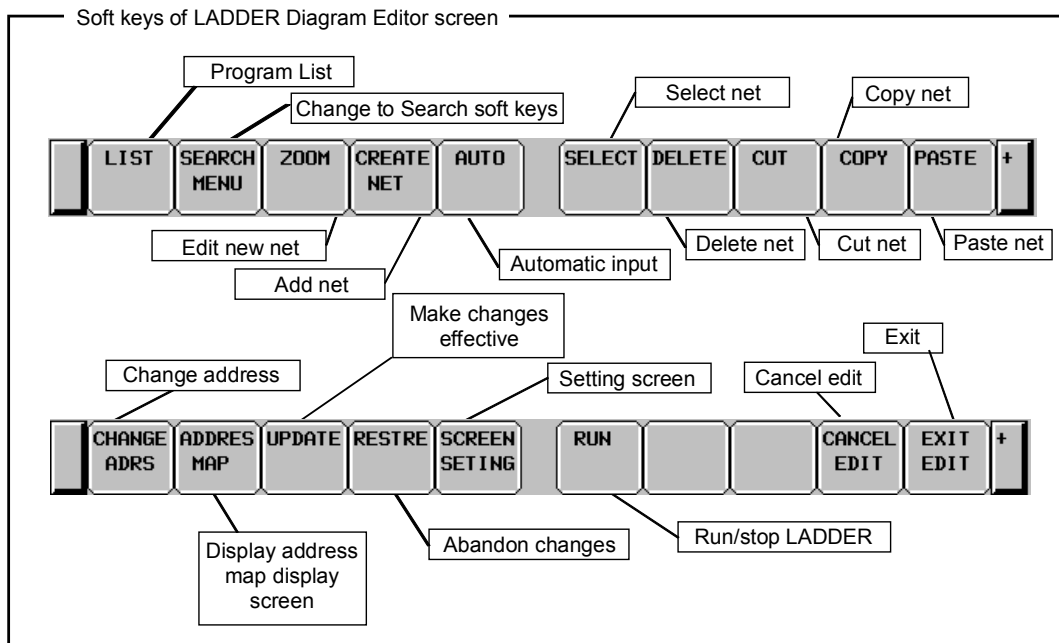 Soft keys of LADDER Diagram Editor screen
Program List
Change to Search soft keys
Select net
Copy net
LIST
SEARCH
MENU
ZOOM
CREATE
NET
AUTO
SELECT
DELETE
CUT
COPY
PASTE
+
Edit new net
Add net
Automatic input
Delete net
Cut net
Paste net
Make changes
effective
Exit
Change address
Setting screen
Cancel edit
CHANGE
ADRS
ADDRES
MAP
UPDATE
RESTRE
SCREEN
SETING
RUN
CANCEL
EDIT
EXIT
EDIT
+
Display address
map display
screen
Abandon changes
Run/stop LADDER